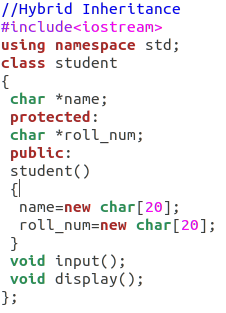 //Hybrid Inheritance
#include<iostream>
using namespace std;
class student
{
 char *name;
 protected:
 char *roll_num;
 public:
 student()
 {
  name=new char[20];
  roll_num=new char[20];
 }
 void input();
 void display();
};